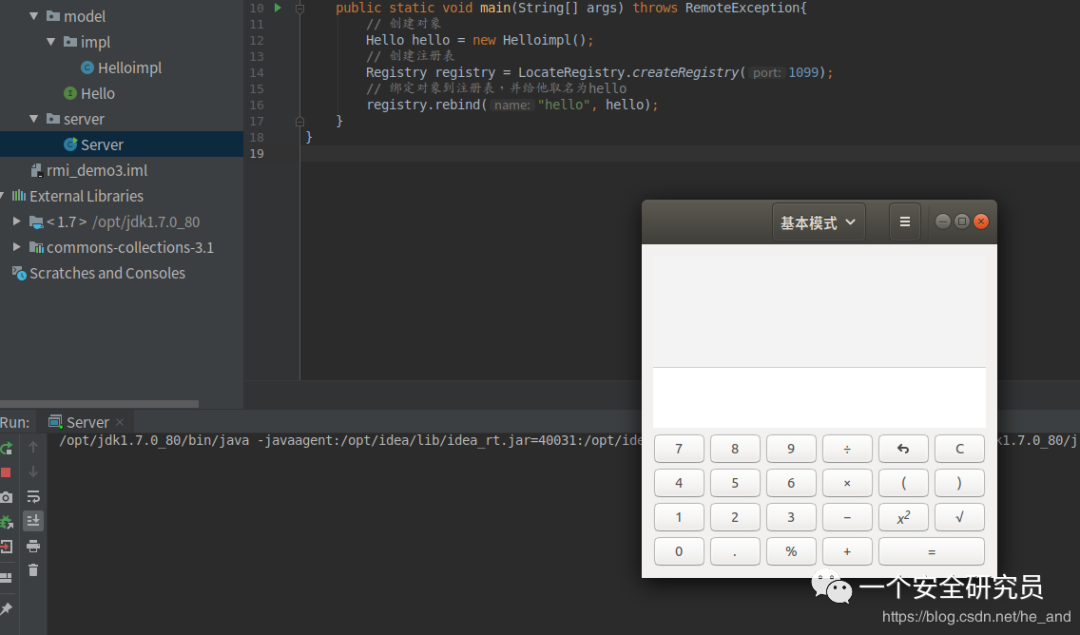 model
impl
Helloimpl
Hello
server
Server
rmi_demo3.iml
External Libraries
< 1.7 > /opt/jdk1.7.0_80
commons-collections-3.1
Scratches and Consoles
10 public static void main(String[] args) throws RemoteException{
11 // 创建对象
12 Hello hello = new Helloimpl();
13 // 创建注册表
14 Registry registry = LocateRegistry.createRegistry( port: 1099);
15 // 绑定对象到注册表,并给他取名为hello
16 registry.rebind( name: "hello", hello);
17 }
18 }
19
基本模式
7 8 9 ÷ C
4 5 6 × ( )
1 2 3 − x² √
0 . % + =
Run: Server
/opt/jdk1.7.0_80/bin/java -javaagent:/opt/idea/lib/idea_rt.jar=40031:/opt/ide k1.7.0_80/j
一个安全研究员
https://blog.csdn.net/he_and